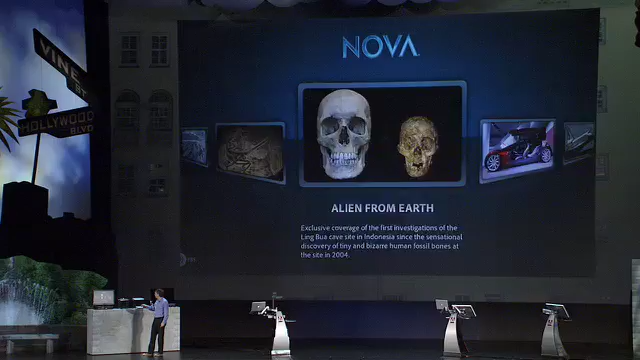 NOVA
VINE ST
HOLLYWOOD BLVD
ALIEN FROM EARTH
Exclusive coverage of the first investigations of the
Ling Bua cave site in Indonesia since the sensational
discovery of tiny and bizarre human fossil bones at
the site in 2004.